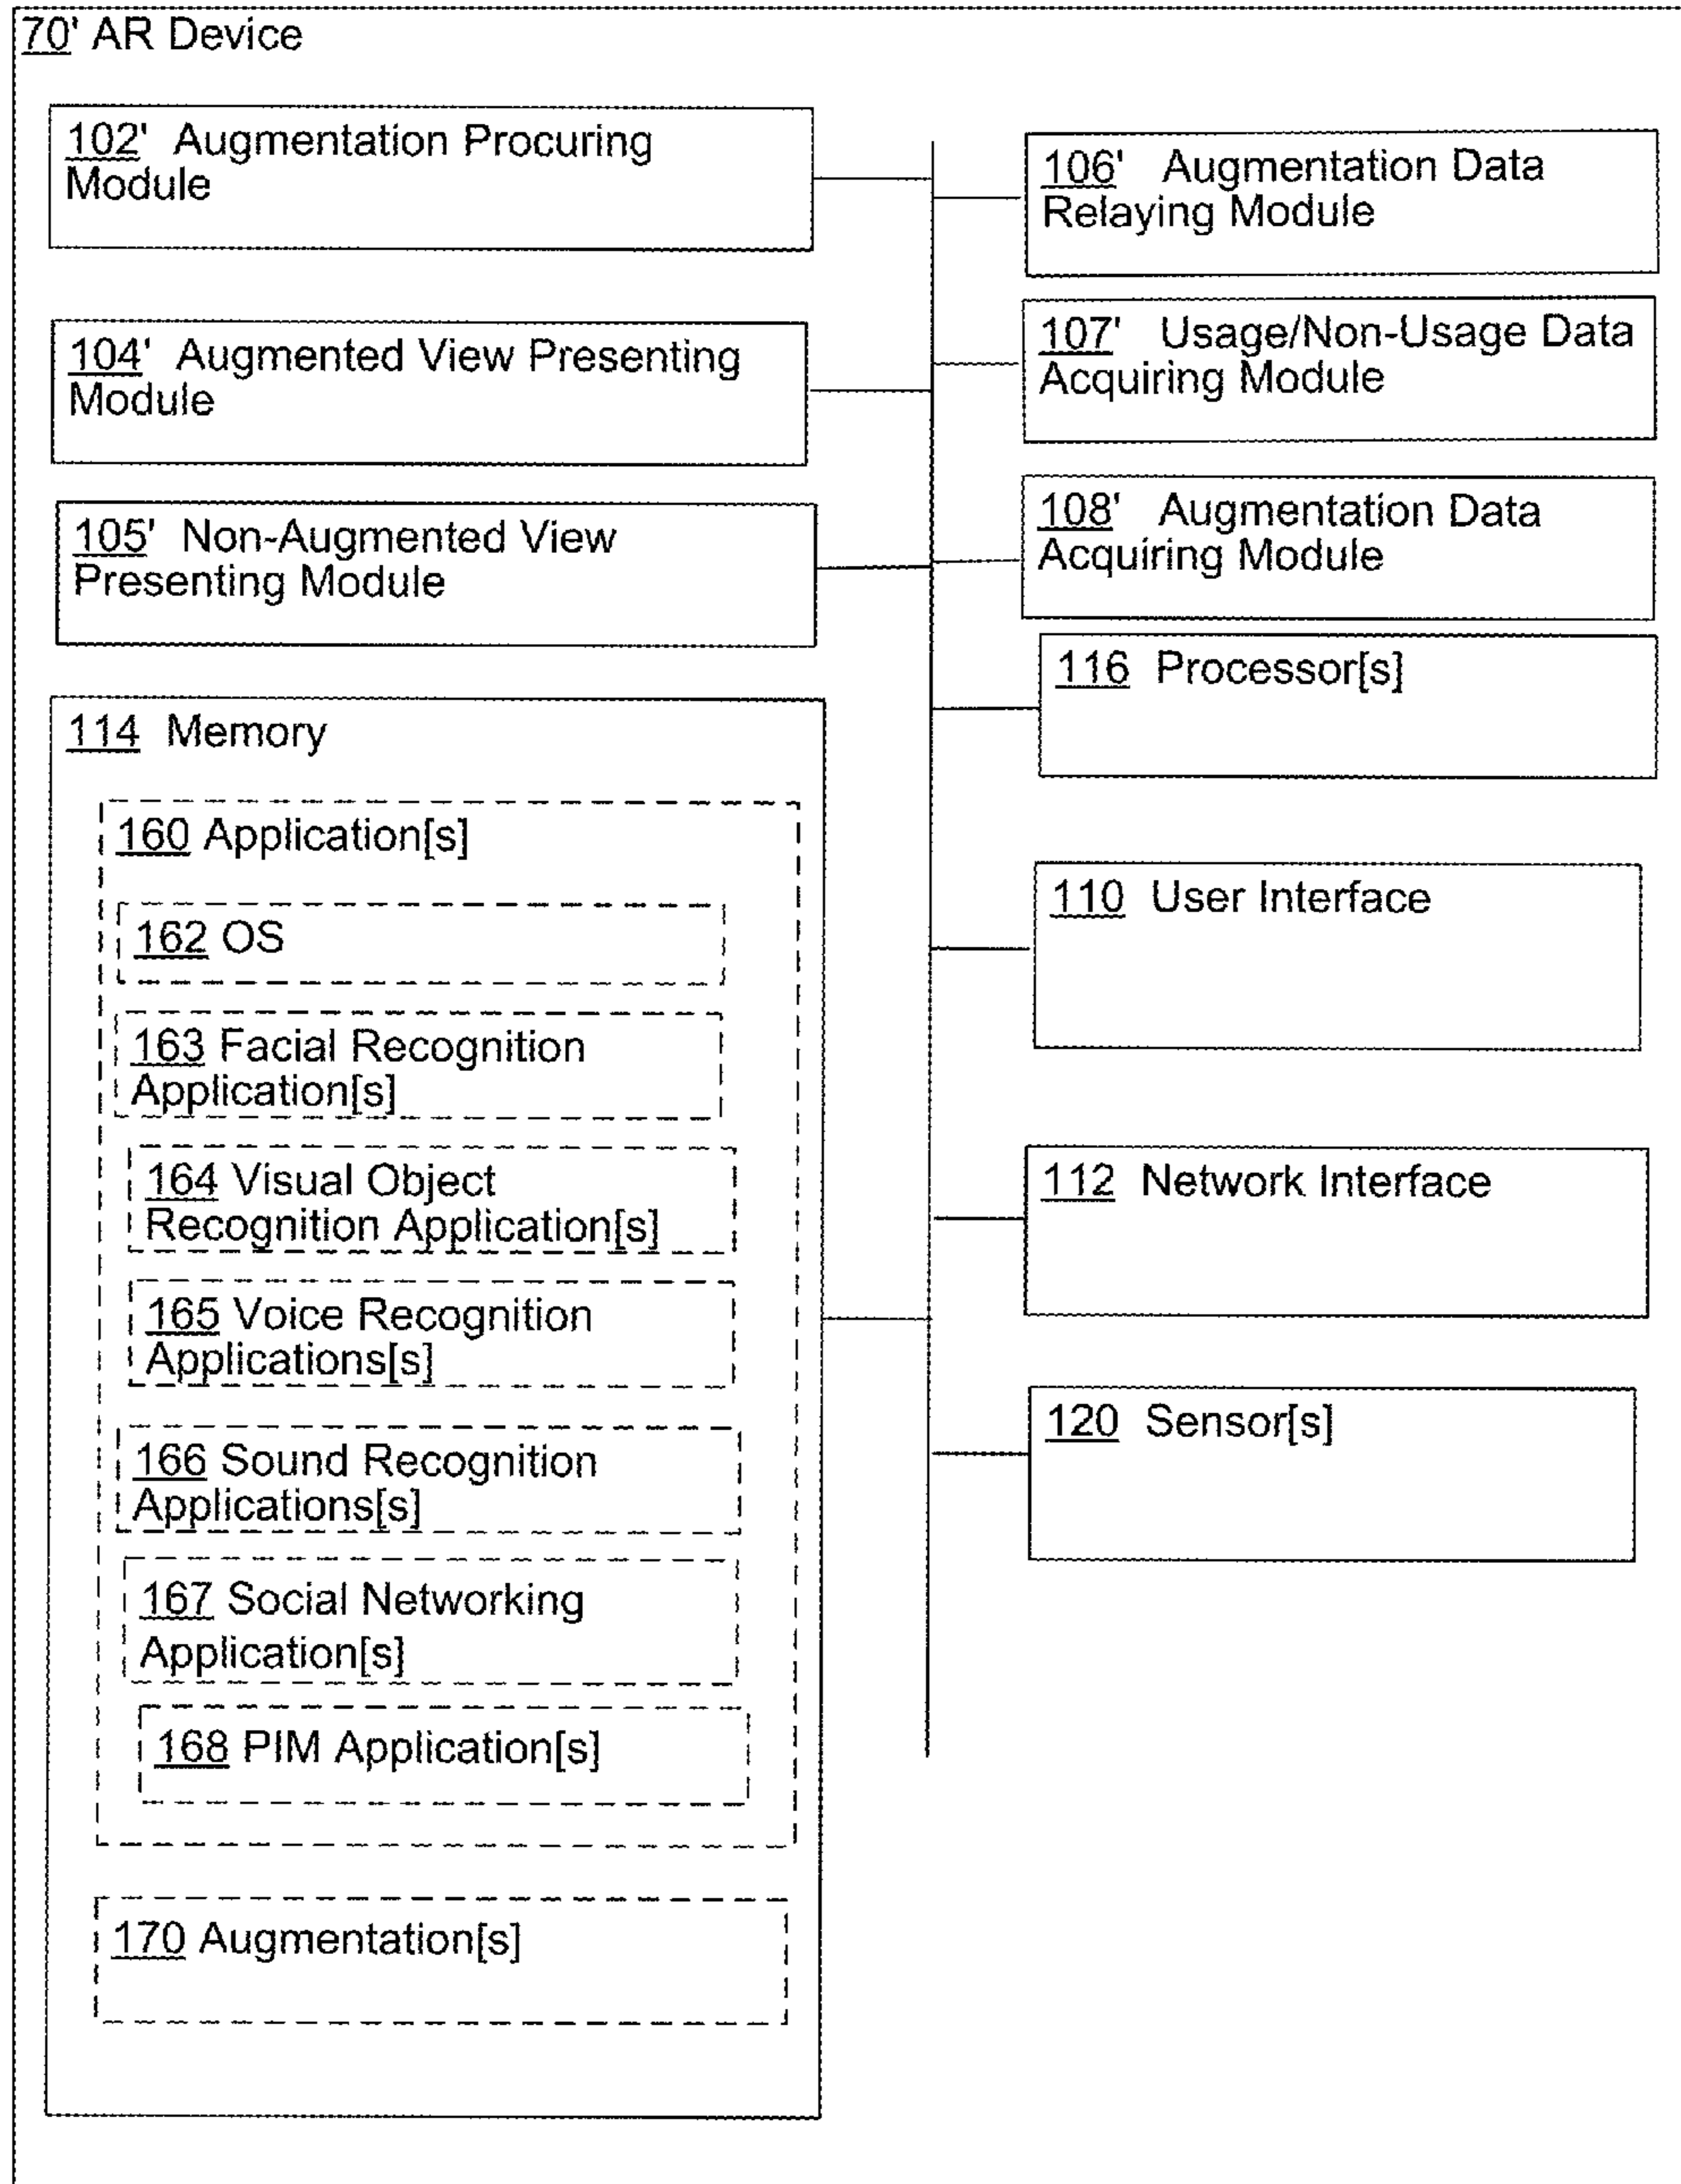 70' AR Device
102' Augmentation Procuring
Module
104' Augmented View Presenting
Module
105' Non-Augmented View
Presenting Module
114 Memory
160 Application[s]
162 OS
163 Facial Recognition
Application[s]
164 Visual Object
Recognition Application[s]
165 Voice Recognition
Applications[s]
166 Sound Recognition
Applications[s]
167 Social Networking
Application[s]
168 PIM Application[s]
170 Augmentation[s]
106' Augmentation Data
Relaying Module
107' Usage/Non-Usage Data
Acquiring Module
108' Augmentation Data
Acquiring Module
116 Processor[s]
110 User Interface
112 Network Interface
120 Sensor[s]